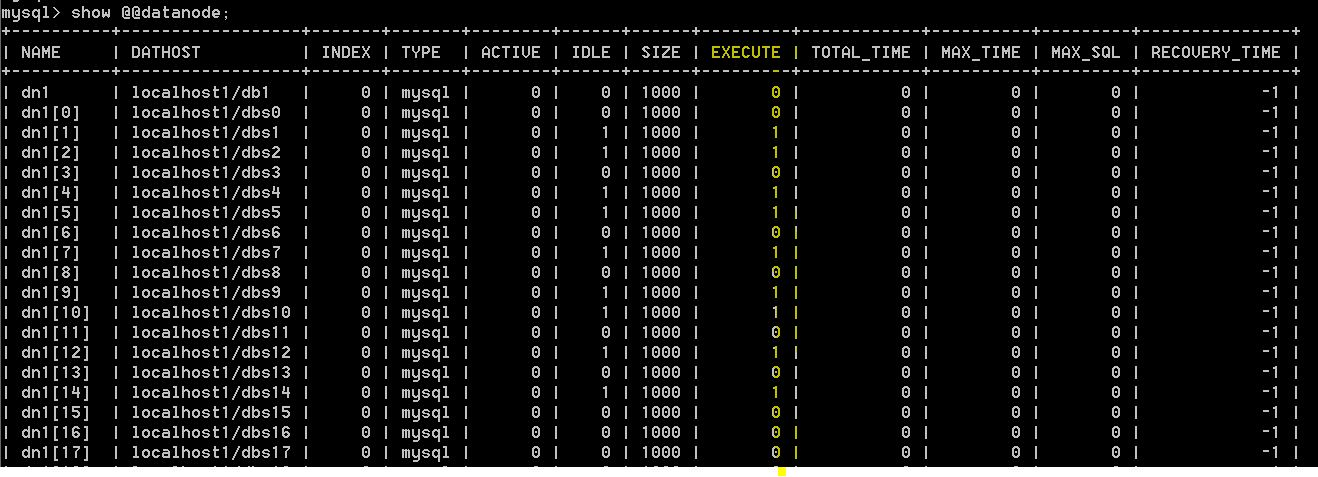 mysql> show @@datanode;
+----------+------------------+-------+-------+--------+------+------+---------+------------+----------+---------+---------------+
| NAME | DATHOST | INDEX | TYPE | ACTIVE | IDLE | SIZE | EXECUTE | TOTAL_TIME | MAX_TIME | MAX_SQL | RECOVERY_TIME |
+----------+------------------+-------+-------+--------+------+------+---------+------------+----------+---------+---------------+
| dn1 | localhost1/db1 | 0 | mysql | 0 | 0 | 1000 | 0 | 0 | 0 | 0 | -1 |
| dn1[0] | localhost1/dbs0 | 0 | mysql | 0 | 0 | 1000 | 0 | 0 | 0 | 0 | -1 |
| dn1[1] | localhost1/dbs1 | 0 | mysql | 0 | 1 | 1000 | 1 | 0 | 0 | 0 | -1 |
| dn1[2] | localhost1/dbs2 | 0 | mysql | 0 | 1 | 1000 | 1 | 0 | 0 | 0 | -1 |
| dn1[3] | localhost1/dbs3 | 0 | mysql | 0 | 0 | 1000 | 0 | 0 | 0 | 0 | -1 |
| dn1[4] | localhost1/dbs4 | 0 | mysql | 0 | 1 | 1000 | 1 | 0 | 0 | 0 | -1 |
| dn1[5] | localhost1/dbs5 | 0 | mysql | 0 | 1 | 1000 | 1 | 0 | 0 | 0 | -1 |
| dn1[6] | localhost1/dbs6 | 0 | mysql | 0 | 0 | 1000 | 0 | 0 | 0 | 0 | -1 |
| dn1[7] | localhost1/dbs7 | 0 | mysql | 0 | 1 | 1000 | 1 | 0 | 0 | 0 | -1 |
| dn1[8] | localhost1/dbs8 | 0 | mysql | 0 | 0 | 1000 | 0 | 0 | 0 | 0 | -1 |
| dn1[9] | localhost1/dbs9 | 0 | mysql | 0 | 1 | 1000 | 1 | 0 | 0 | 0 | -1 |
| dn1[10] | localhost1/dbs10 | 0 | mysql | 0 | 1 | 1000 | 1 | 0 | 0 | 0 | -1 |
| dn1[11] | localhost1/dbs11 | 0 | mysql | 0 | 0 | 1000 | 0 | 0 | 0 | 0 | -1 |
| dn1[12] | localhost1/dbs12 | 0 | mysql | 0 | 1 | 1000 | 1 | 0 | 0 | 0 | -1 |
| dn1[13] | localhost1/dbs13 | 0 | mysql | 0 | 0 | 1000 | 0 | 0 | 0 | 0 | -1 |
| dn1[14] | localhost1/dbs14 | 0 | mysql | 0 | 1 | 1000 | 1 | 0 | 0 | 0 | -1 |
| dn1[15] | localhost1/dbs15 | 0 | mysql | 0 | 0 | 1000 | 0 | 0 | 0 | 0 | -1 |
| dn1[16] | localhost1/dbs16 | 0 | mysql | 0 | 0 | 1000 | 0 | 0 | 0 | 0 | -1 |
| dn1[17] | localhost1/dbs17 | 0 | mysql | 0 | 0 | 1000 | 0 | 0 | 0 | 0 | -1 |